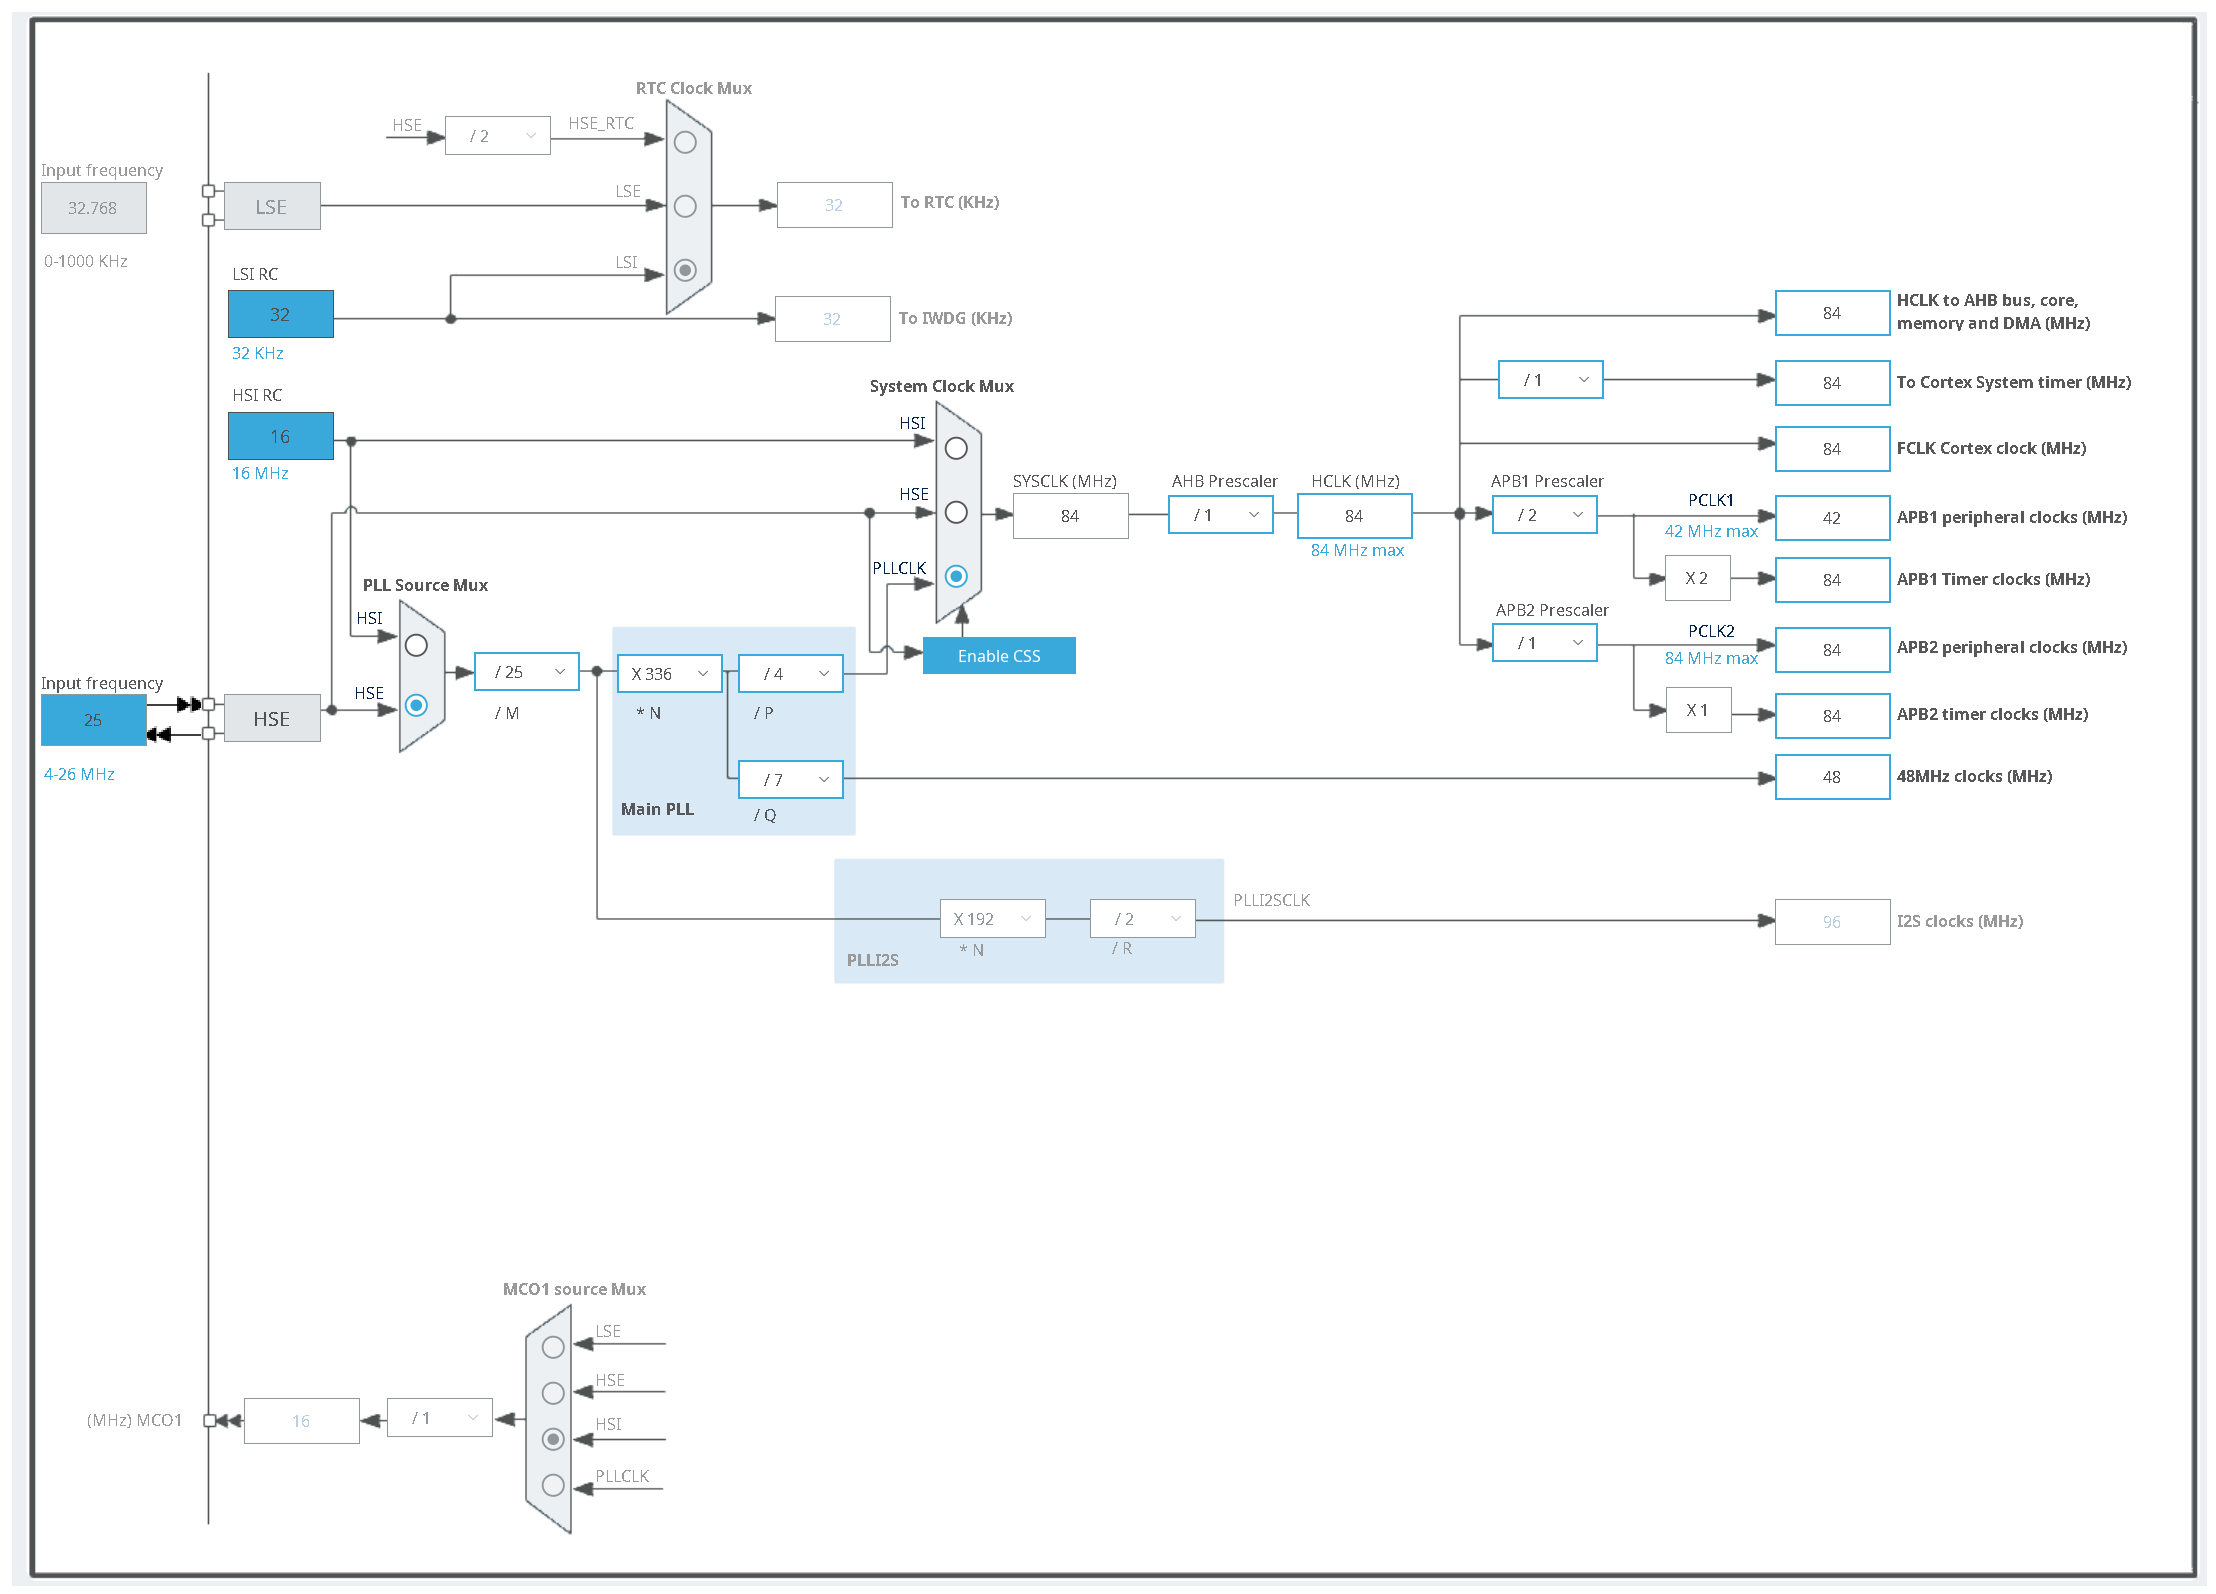 RTC Clock Mux
HSE
/ 2
HSE_RTC
Input frequency
32.768
LSE
LSE
32
To RTC (KHz)
0-1000 KHz
LSI
LSI RC
32
32
To IWDG (KHz)
32 KHz
84
HCLK to AHB bus, core,
memory and DMA (MHz)
/ 1
84
To Cortex System timer (MHz)
HSI RC
16
16 MHz
System Clock Mux
HSI
84
FCLK Cortex clock (MHz)
HSE
SYSCLK (MHz)
84
AHB Prescaler
/ 1
HCLK (MHz)
84
84 MHz max
APB1 Prescaler
/ 2
PCLK1
42 MHz max
42
APB1 peripheral clocks (MHz)
PLLCLK
X 2
84
APB1 Timer clocks (MHz)
PLL Source Mux
HSI
APB2 Prescaler
/ 1
PCLK2
84 MHz max
84
APB2 peripheral clocks (MHz)
Enable CSS
Input frequency
25
4-26 MHz
HSE
HSE
/ 25
/ M
X 336
* N
/ 4
/ P
X 1
84
APB2 timer clocks (MHz)
/ 7
/ Q
Main PLL
48
48MHz clocks (MHz)
X 192
* N
/ 2
/ R
PLLI2S
PLLI2SCLK
96
I2S clocks (MHz)
MCO1 source Mux
LSE
HSE
HSI
PLLCLK
(MHz) MCO1
16
/ 1